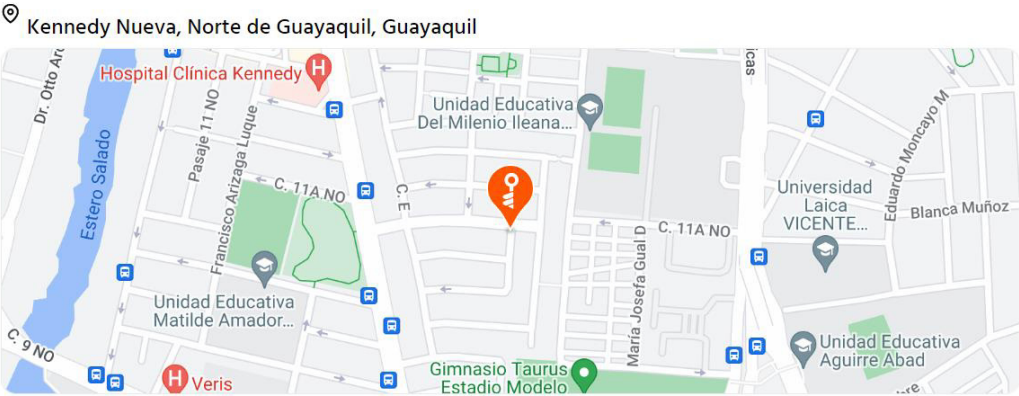 Kennedy Nueva, Norte de Guayaquil, Guayaquil
Dr. Otto Aro
Hospital Clínica Kennedy
H
Pasaje 11 NO
Francisco Arizaga Luque
Estero Salado
C. 11A NO
C. E
Unidad Educativa
Del Milenio Ileana...
icas
Eduardo Moncayo M
Universidad
Laica
VICENTE...
Blanca Muñoz
C. 11A NO
María Josefa Gual D
Unidad Educativa
Matilde Amador...
C. 9 NO
H
Veris
Gimnasio Taurus
Estadio Modelo
Unidad Educativa
Aguirre Abad